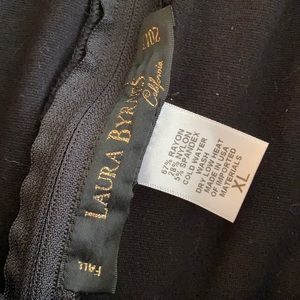 2017
LAURA BYRNES
California
FALL
67% RAYON
28% NYLON
5% SPANDEX
COLD WATER
WASH
DRY LOW HEAT
MADE IN USA
OF IMPORTED
MATERIALS
XL